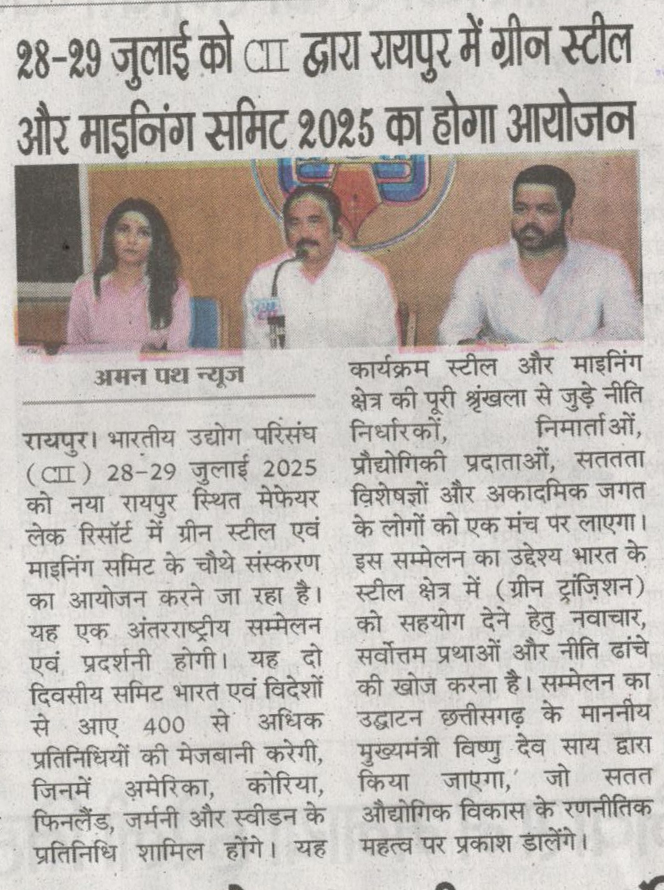 28-29 जुलाई को CII द्वारा रायपुर में ग्रीन स्टील
और माइनिंग समिट 2025 का होगा आयोजन
अमन पथ न्यूज
रायपुर। भारतीय उद्योग परिसंघ
(CII) 28-29 जुलाई 2025
को नया रायपुर स्थित मेफेयर
लेक रिसॉर्ट में ग्रीन स्टील एवं
माइनिंग समिट के चौथे संस्करण
का आयोजन करने जा रहा है।
यह एक अंतरराष्ट्रीय सम्मेलन
एवं प्रदर्शनी होगी। यह दो
दिवसीय समिट भारत एवं विदेशों
से आए 400 से अधिक
प्रतिनिधियों की मेजबानी करेगी,
जिनमें अमेरिका, कोरिया,
फिनलैंड, जर्मनी और स्वीडन के
प्रतिनिधि शामिल होंगे। यह
कार्यक्रम स्टील और माइनिंग
क्षेत्र की पूरी श्रृंखला से जुड़े नीति
निर्धारकों, निमार्ताओं,
प्रौद्योगिकी प्रदाताओं, सततता
विशेषज्ञों और अकादमिक जगत
के लोगों को एक मंच पर लाएगा।
इस सम्मेलन का उद्देश्य भारत के
स्टील क्षेत्र में (ग्रीन ट्रांज़िशन)
को सहयोग देने हेतु नवाचार,
सर्वोत्तम प्रथाओं और नीति ढांचे
की खोज करना है। सम्मेलन का
उद्घाटन छत्तीसगढ़ के माननीय
मुख्यमंत्री विष्णु देव साय द्वारा
किया जाएगा, जो सतत
औद्योगिक विकास के रणनीतिक
महत्व पर प्रकाश डालेंगे।